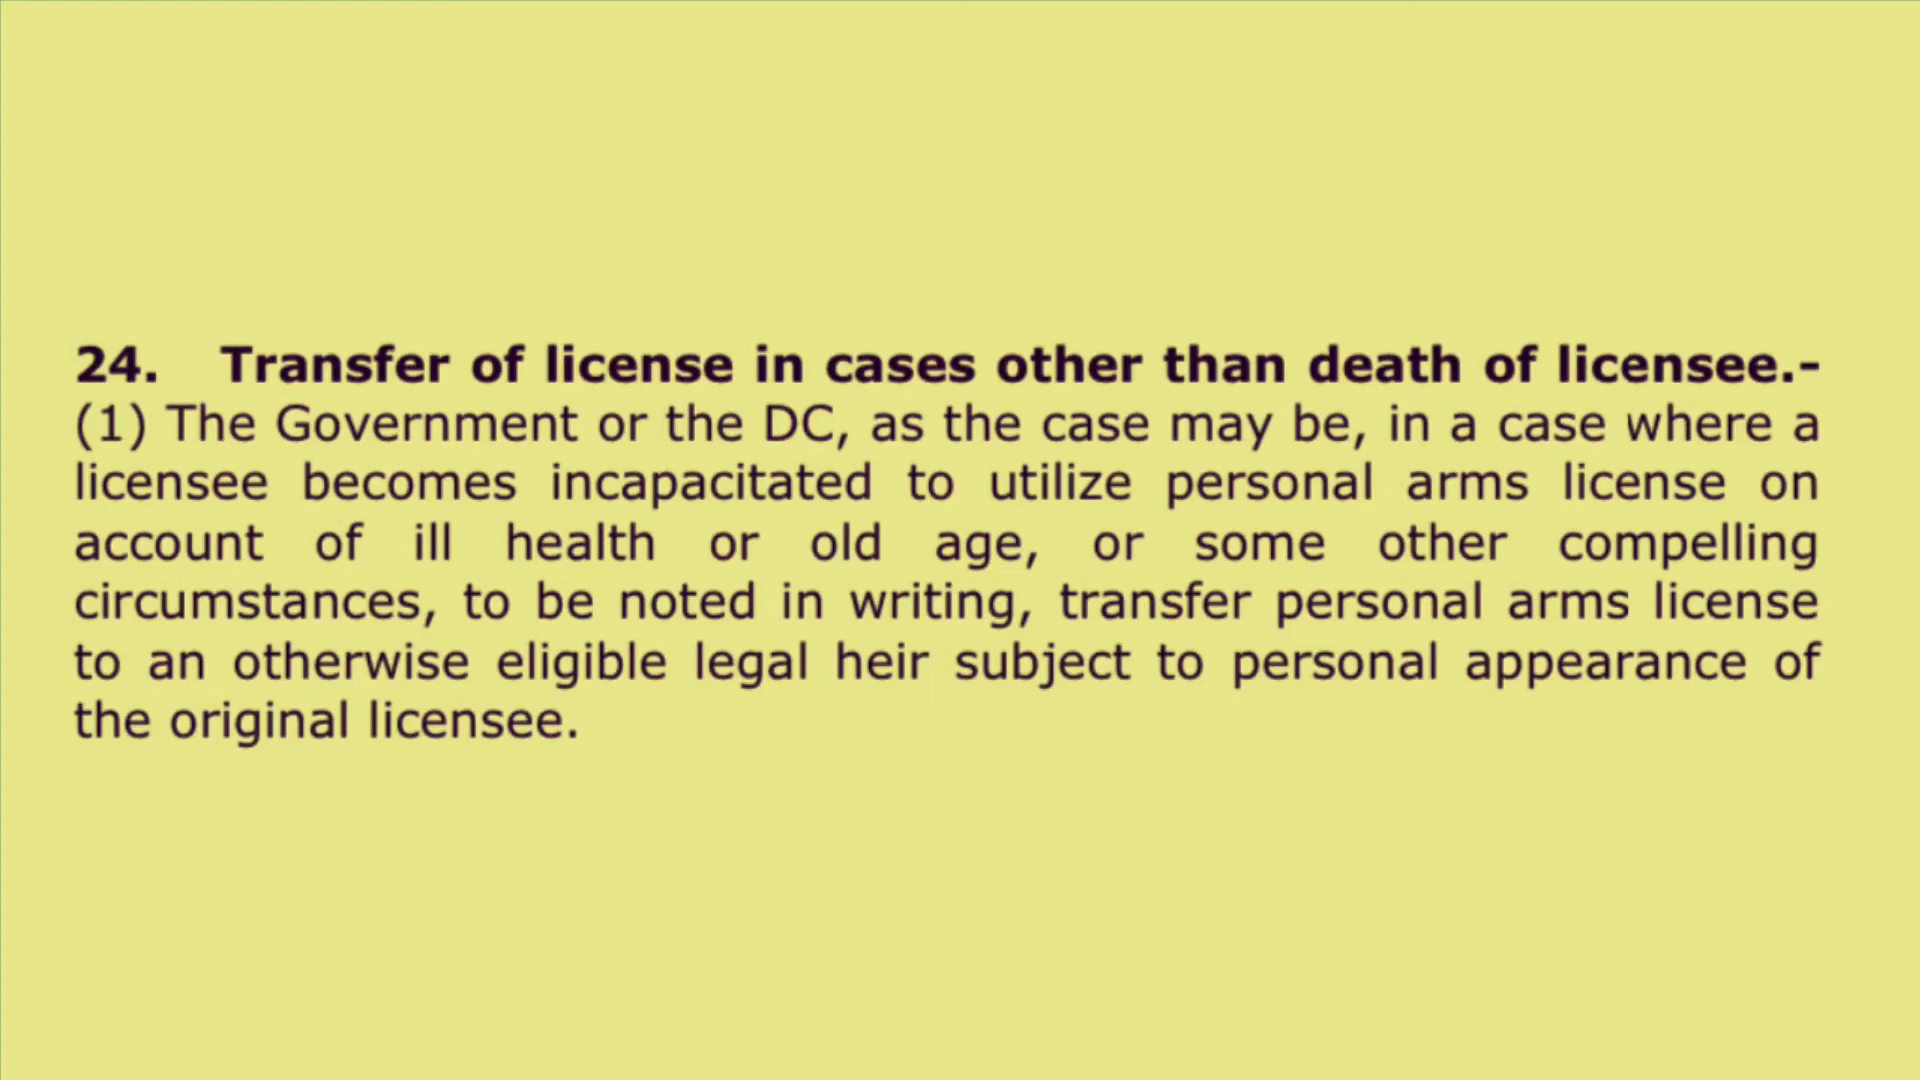 24. Transfer of license in cases other than death of licensee.-
(1) The Government or the DC, as the case may be, in a case where a
licensee becomes incapacitated to utilize personal arms license on
account of ill health or old age, or some other compelling
circumstances, to be noted in writing, transfer personal arms license
to an otherwise eligible legal heir subject to personal appearance of
the original licensee.